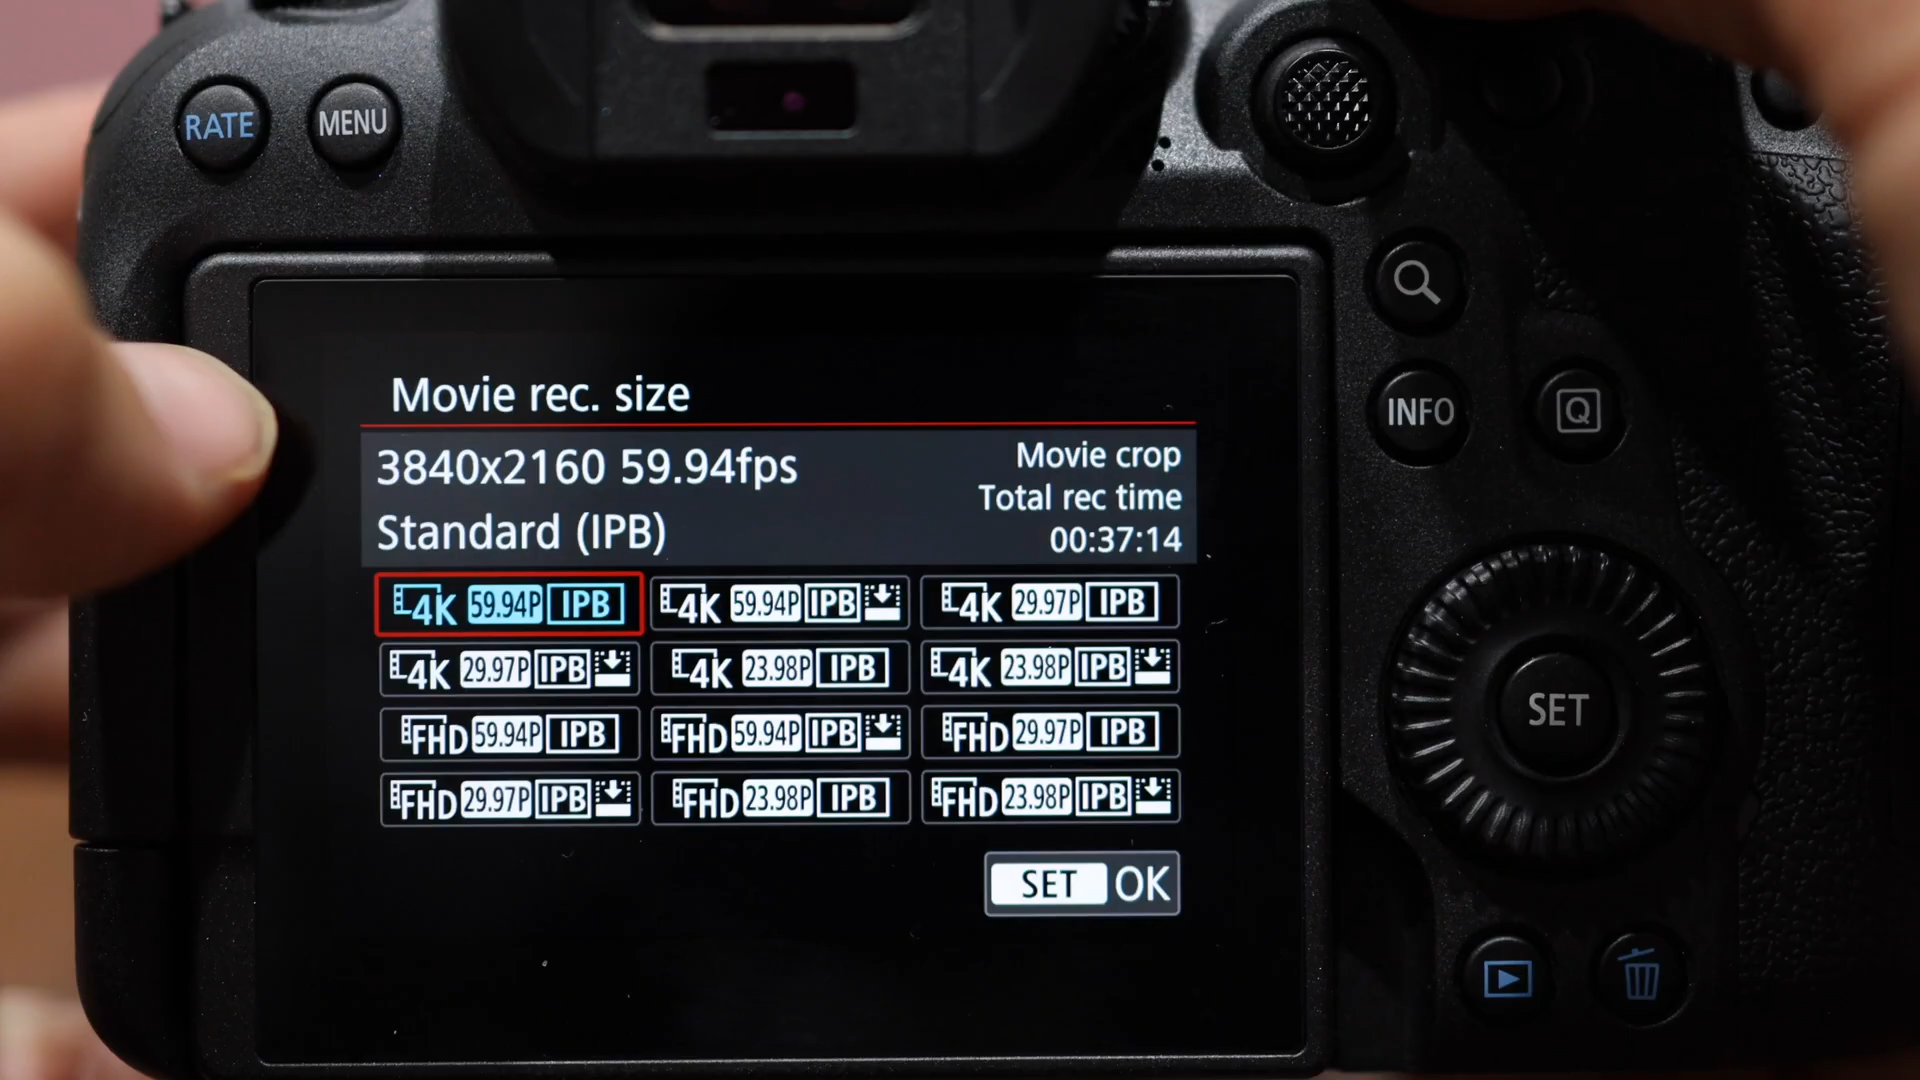 RATE MENU
Movie rec. size
3840x2160 59.94fps
Standard (IPB)
Movie crop
Total rec time
00:37:14
4K 59.94P IPB
4K 59.94P IPB
4K 29.97P IPB
4K 29.97P IPB
4K 23.98P IPB
4K 23.98P IPB
FHD 59.94P IPB
FHD 59.94P IPB
FHD 29.97P IPB
FHD 29.97P IPB
FHD 23.98P IPB
FHD 23.98P IPB
SET OK
INFO Q
SET